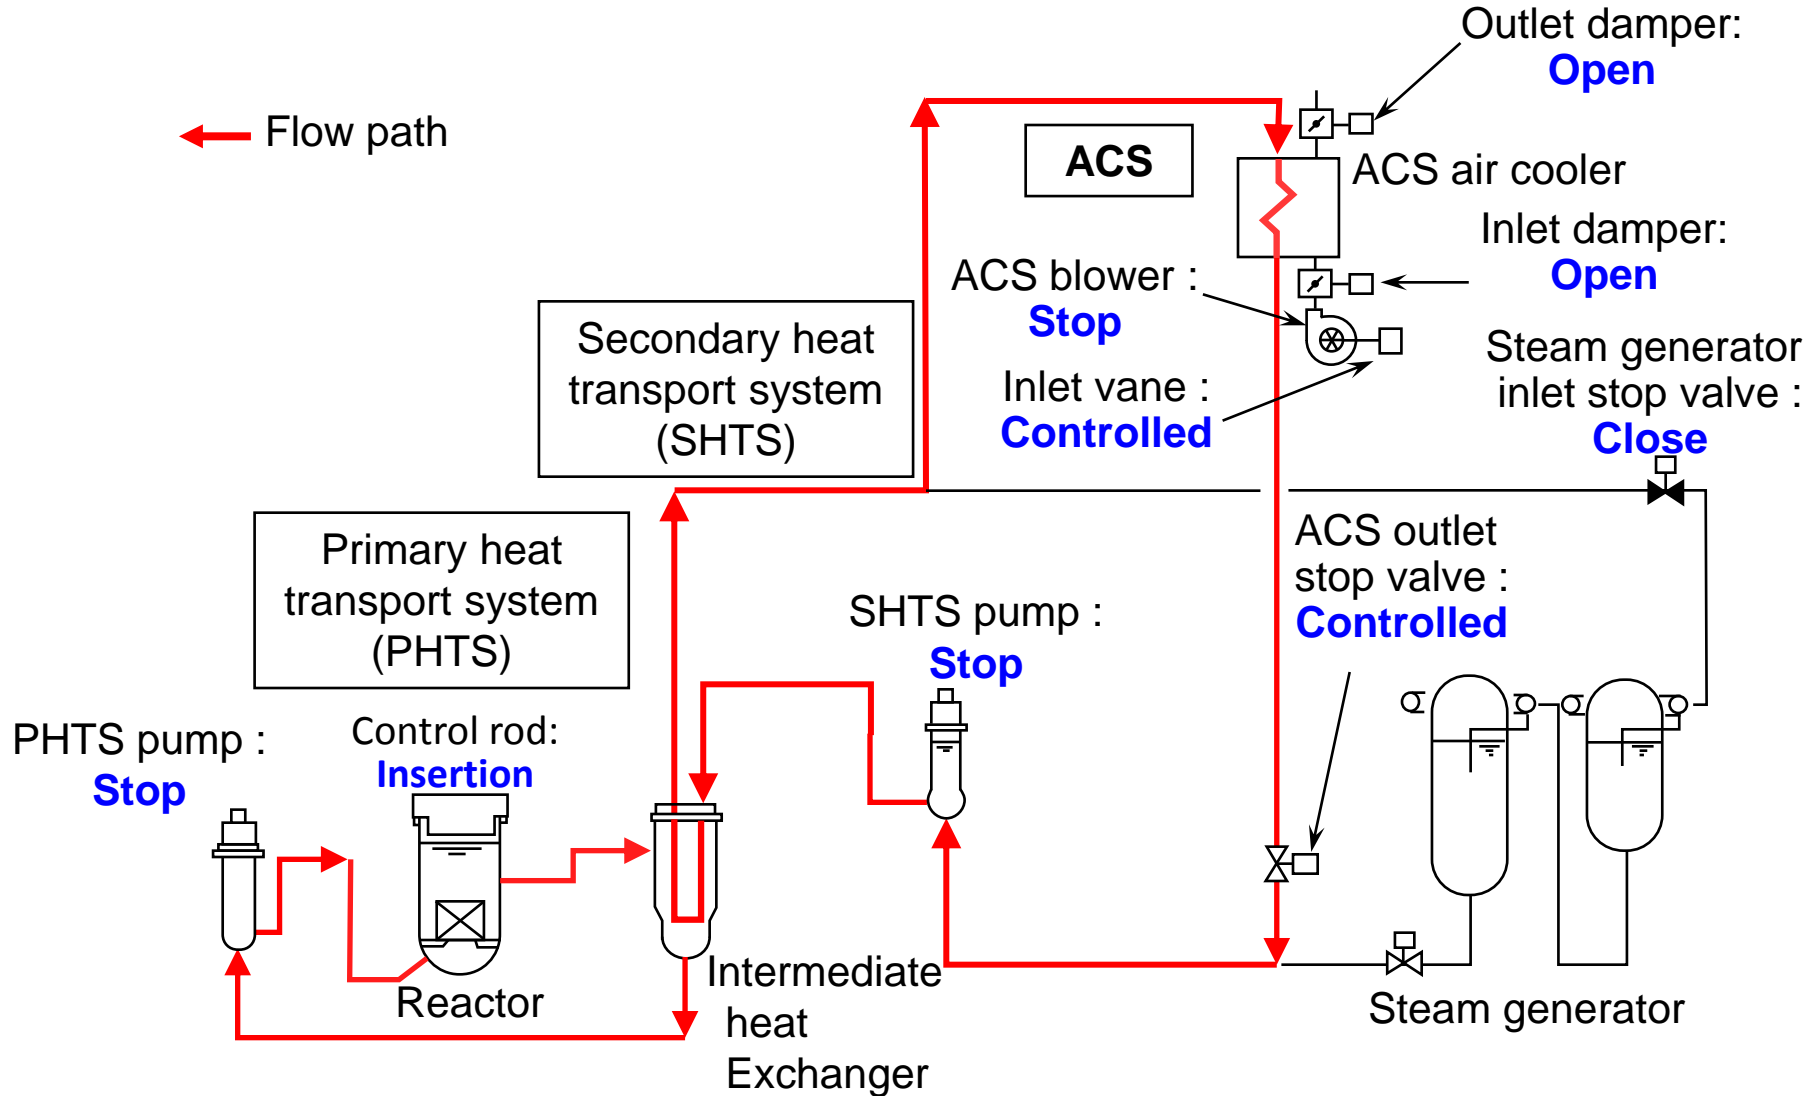 Outlet damper:
Open
Flow path
ACS
ACS air cooler
Inlet damper:
Open
ACS blower :
Stop
Secondary heat
transport system
(SHTS)
Inlet vane :
Controlled
Steam generator
inlet stop valve :
Close
Primary heat
transport system
(PHTS)
ACS outlet
stop valve :
Controlled
SHTS pump :
Stop
PHTS pump :
Stop
Control rod:
Insertion
Reactor
Intermediate
heat
Exchanger
Steam generator